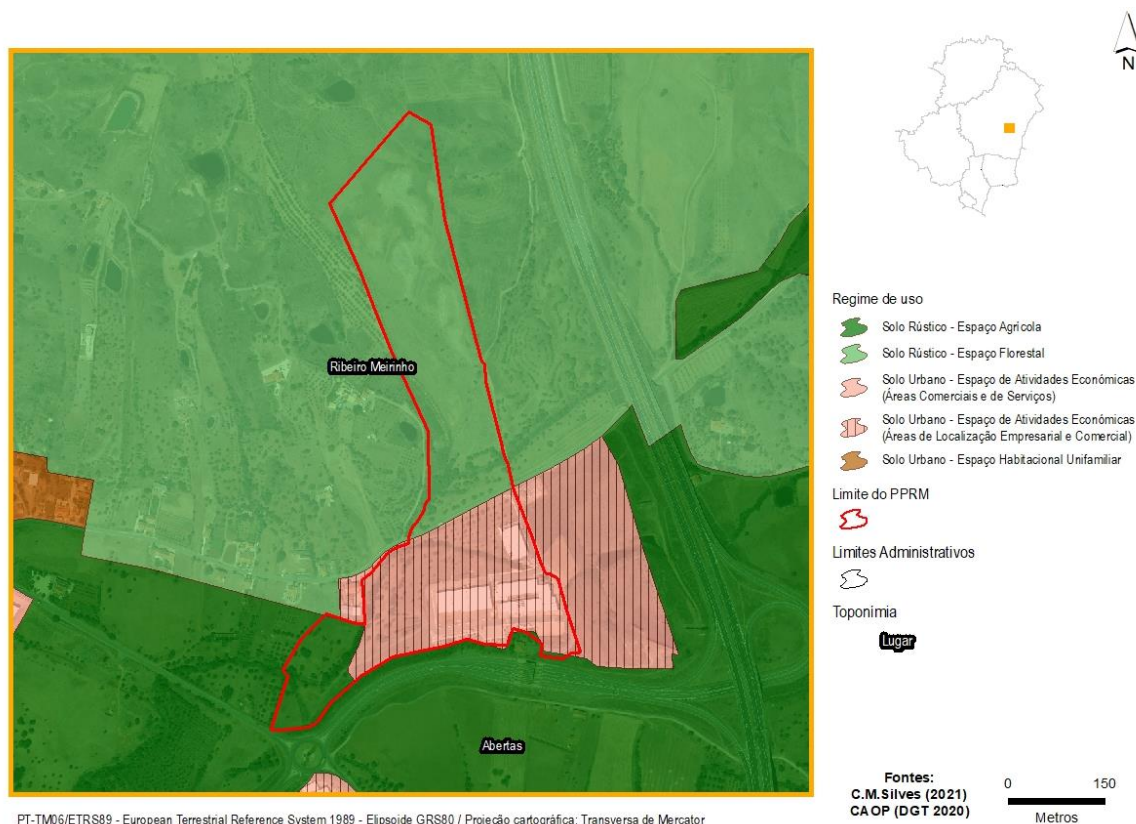 N
Ribeiro Meirinho
Abertas
Regime de uso
Solo Rústico - Espaço Agrícola
Solo Rústico - Espaço Florestal
Solo Urbano - Espaço de Atividades Económicas
(Áreas Comerciais e de Serviços)
Solo Urbano - Espaço de Atividades Económicas
(Áreas de Localização Empresarial e Comercial)
Solo Urbano - Espaço Habitacional Unifamiliar
Limite do PPRM
Limites Administrativos
Toponimia
Lugar
Fontes:
C.M.Silves (2021)
CAOP (DGT 2020)
0 150
Metros
PT-TM06/ETRS89 - European Terrestrial Reference System 1989 - Elipsoide GRS80 / Projeção cartográfica: Transversa de Mercator